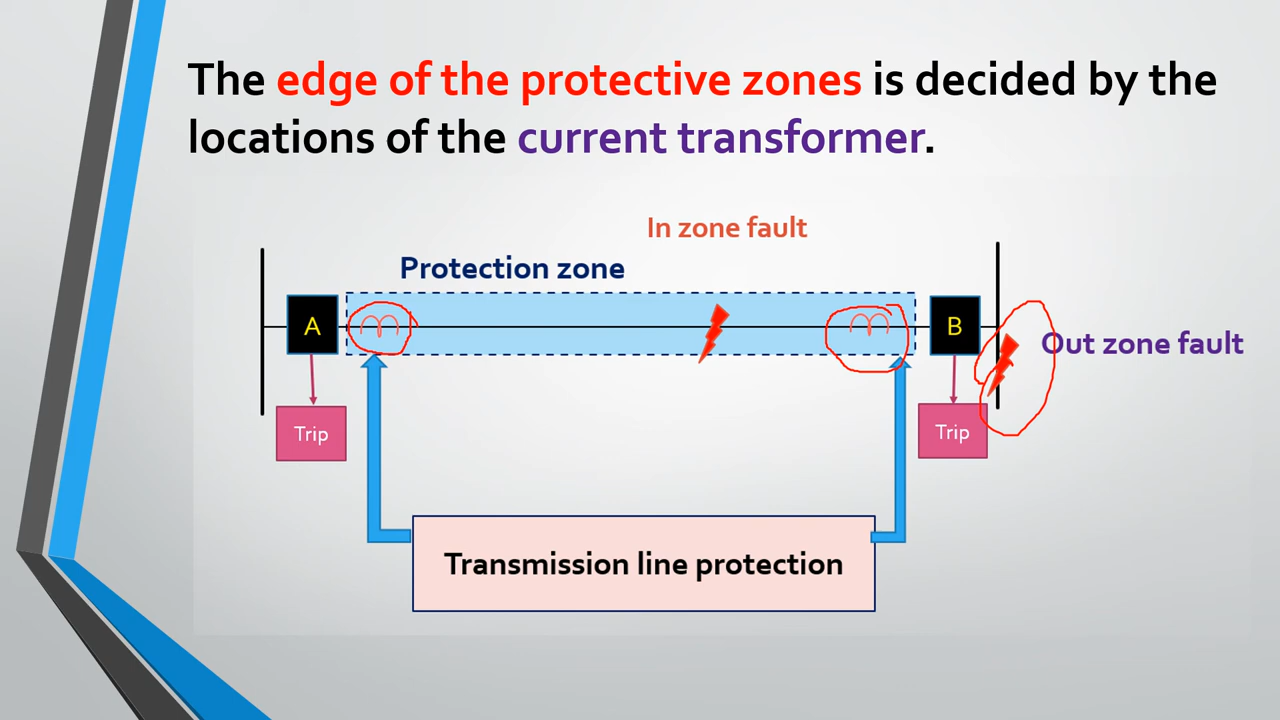 The edge of the protective zones is decided by the
locations of the current transformer.
In zone fault
Protection zone
A
B
Out zone fault
Trip
Trip
Transmission line protection